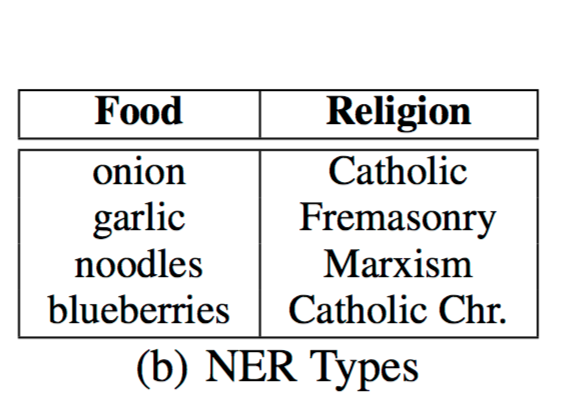 Food Religion
onion Catholic
garlic Fremasonry
noodles Marxism
blueberries Catholic Chr.
(b) NER Types